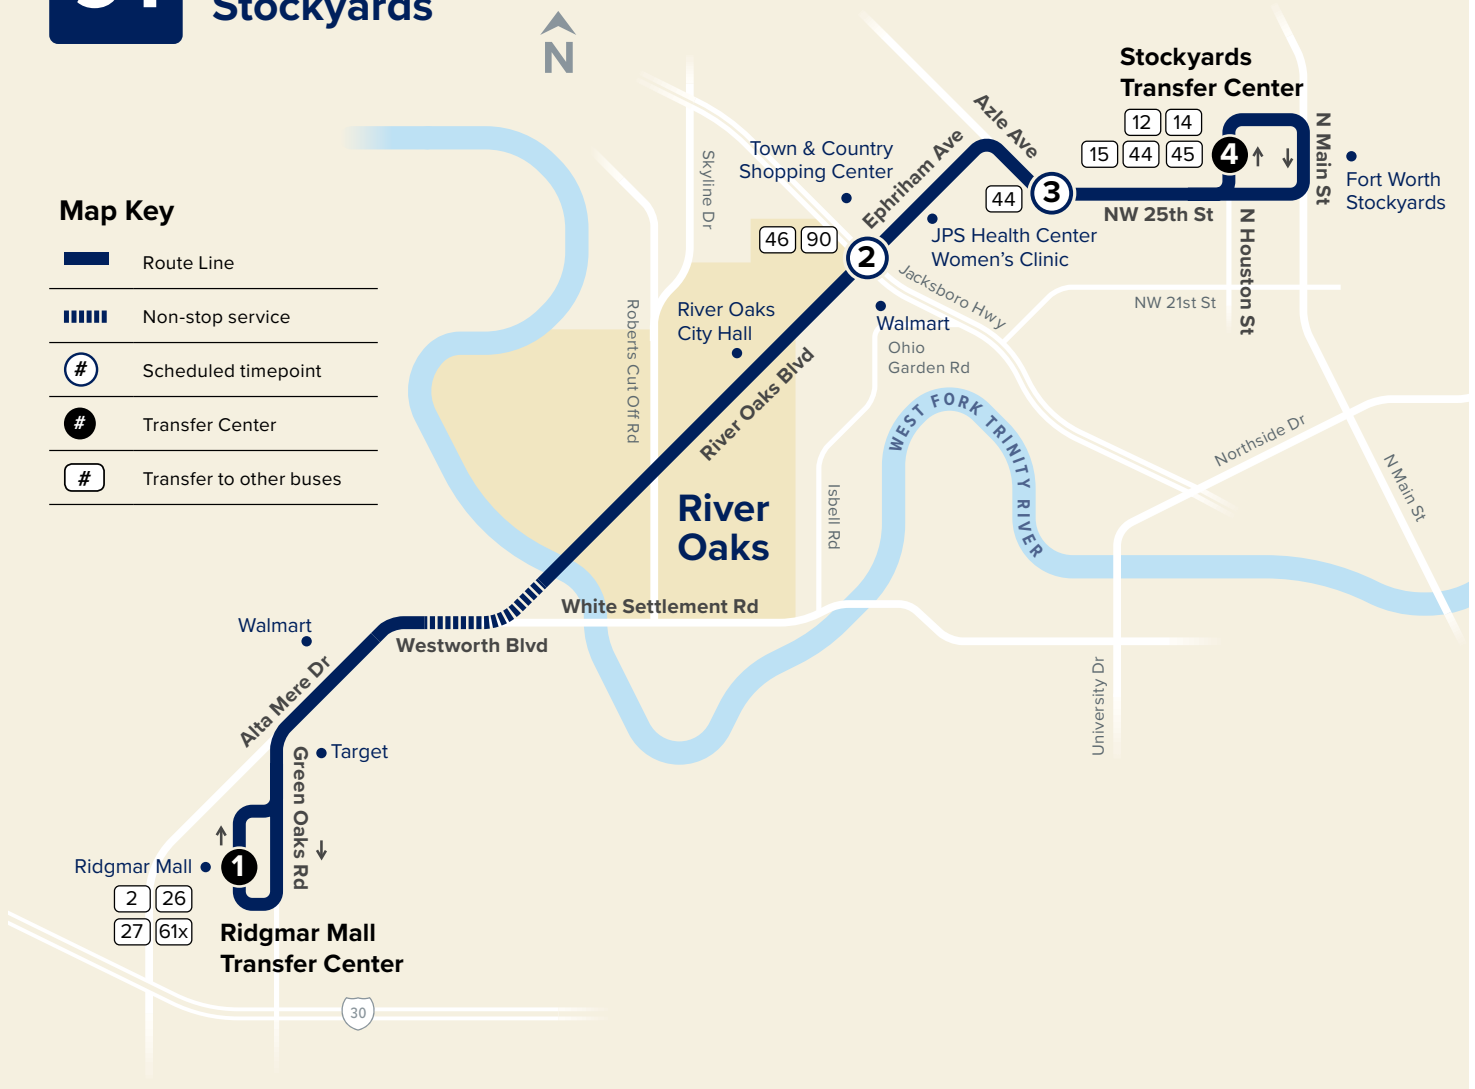 Stockyards
N
Map Key
Route Line
Non-stop service
#
Scheduled timepoint
#
Transfer Center
#
Transfer to other buses
Stockyards
Transfer Center
12 14
15 44 45
4
N Main St
Fort Worth
Stockyards
Azle Ave
Ephriham Ave
Town & Country
Shopping Center
Skyline Dr
44
3
NW 25th St
N Houston St
46 90
2
JPS Health Center
Women's Clinic
Jacksboro Hwy
NW 21st St
Walmart
Ohio
Garden Rd
River Oaks
City Hall
Roberts Cut Off Rd
River Oaks Blvd
WEST FORK TRINITY RIVER
Northside Dr
N Main St
River
Oaks
Isbell Rd
White Settlement Rd
Westworth Blvd
University Dr
Walmart
Alta Mere Dr
Target
Green Oaks Rd
Ridgmar Mall
1
2 26
27 61x
Ridgmar Mall
Transfer Center
30